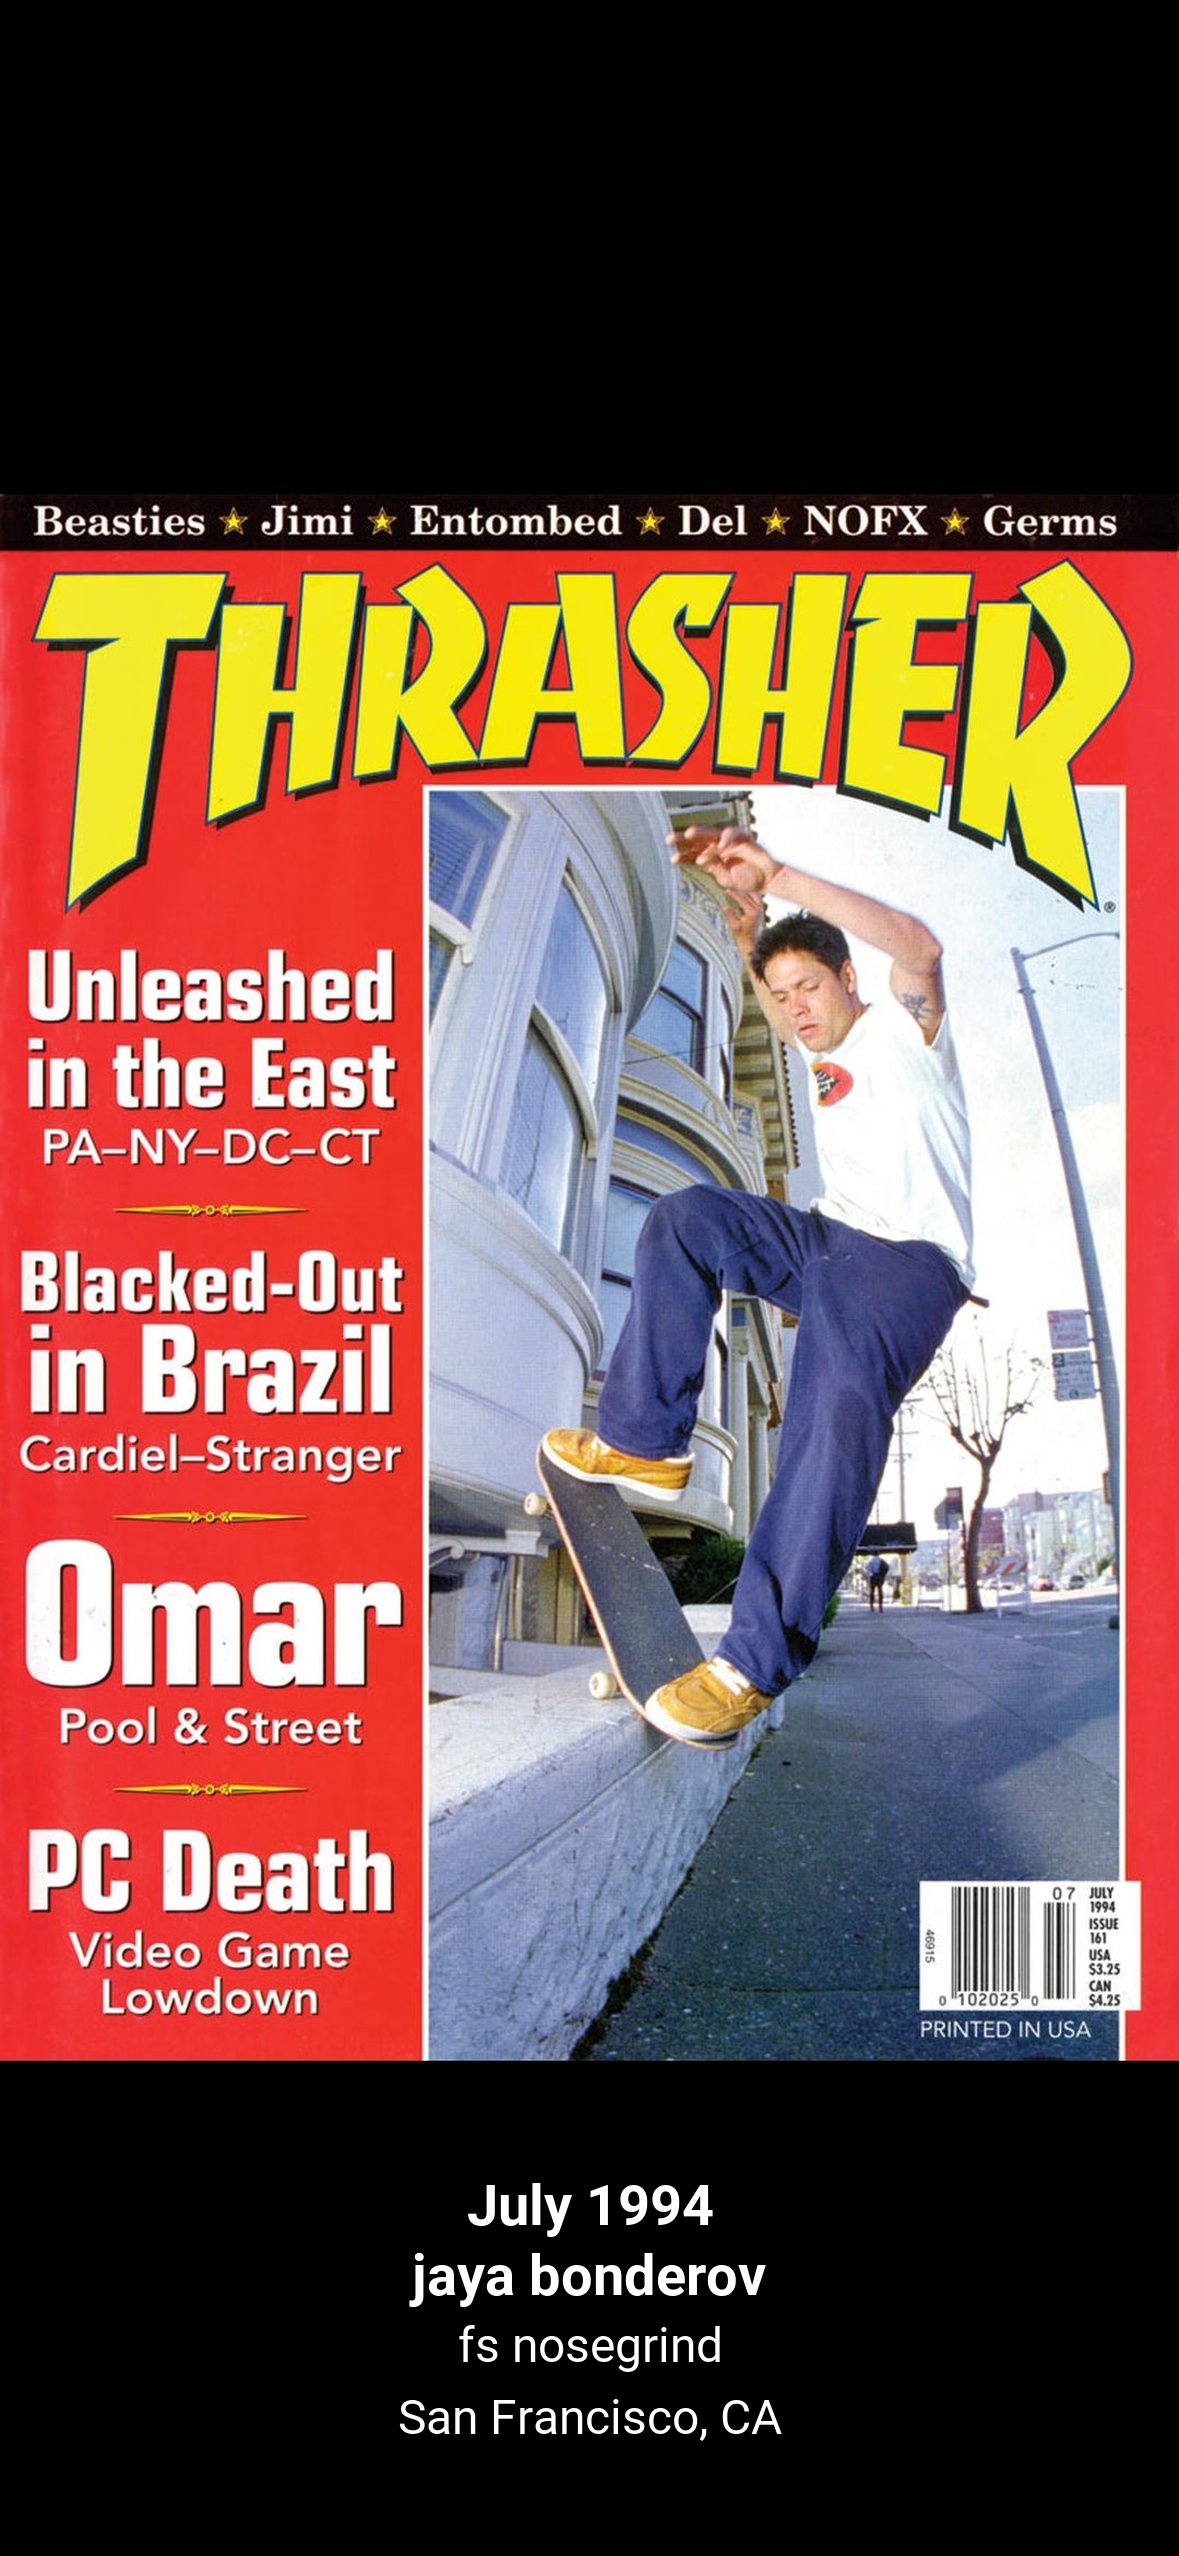 Beasties ★ Jimi ★ Entombed ★ Del ★ NOFX ★ Germs
THRASHER
®
Unleashed
in the East
PA–NY–DC–CT
Blacked-Out
in Brazil
Cardiel–Stranger
Omar
Pool & Street
PC Death
Video Game
Lowdown
46915
0 102025 0
07
JULY
1994
ISSUE
161
USA
$3.25
CAN
$4.25
PRINTED IN USA
July 1994
jaya bonderov
fs nosegrind
San Francisco, CA